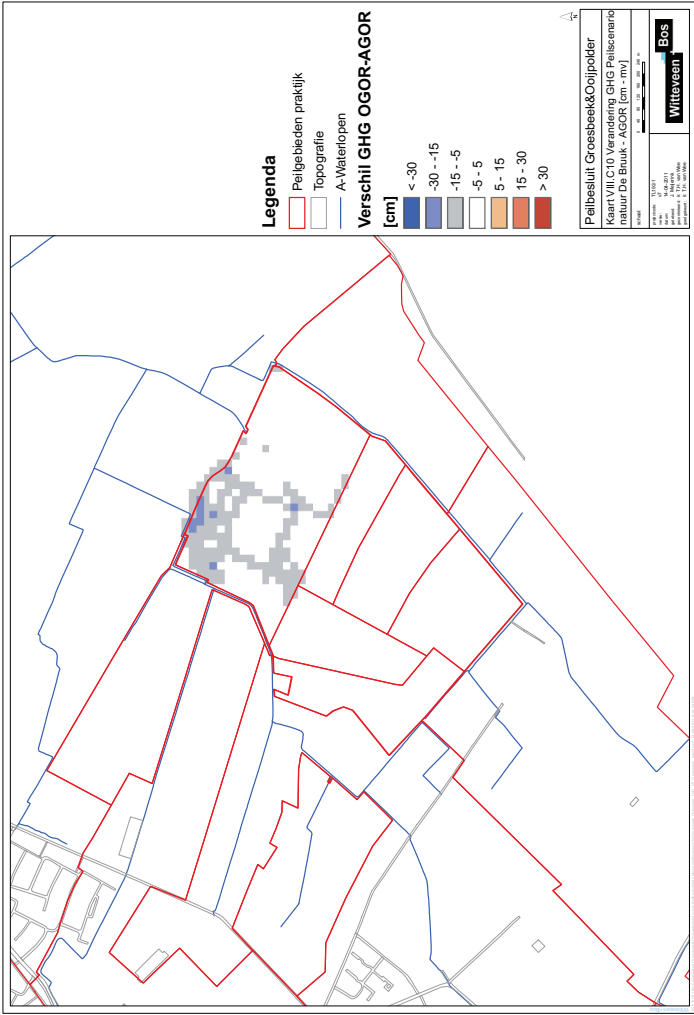 Legenda
Peilgebieden praktijk
Topografie
A-Waterlopen
Verschil GHG OGOR-AGOR
[cm]
< -30
-30 - -15
-15 - -5
-5 - 5
5 - 15
15 - 30
> 30
N
Peilbesluit Groesbeek&Ooijpolder
Kaart VIII.C10 Verandering GHG Peilscenario
natuur De Bruuk - AGOR [cm - mv]
Witteveen
Bos